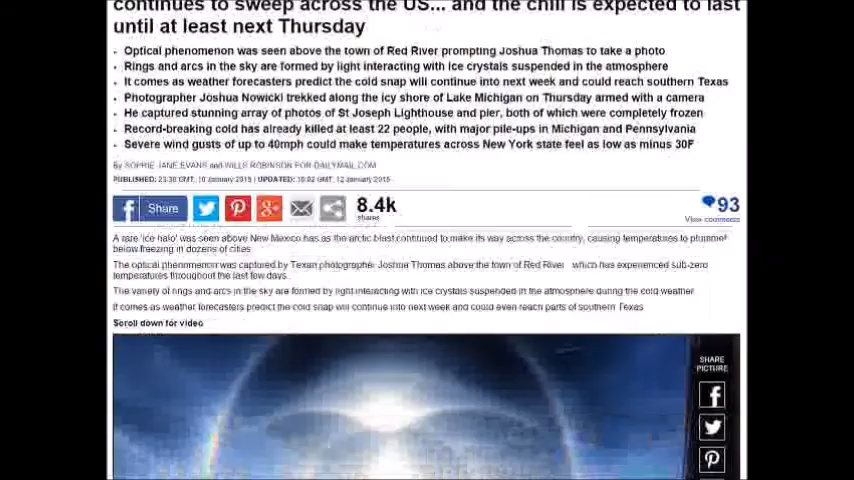 continues to sweep across the US... and the chill is expected to last
until at least next Thursday
Optical phenomenon was seen above the town of Red River prompting Joshua Thomas to take a photo
Rings and arcs in the sky are formed by light interacting with ice crystals suspended in the atmosphere
It comes as weather forecasters predict the cold snap will continue into next week and could reach southern Texas
Photographer Joshua Nowicki trekked along the icy shore of Lake Michigan on Thursday armed with a camera
He captured stunning array of photos of St Joseph Lighthouse and pier, both of which were completely frozen
Record-breaking cold has already killed at least 22 people, with major pile-ups in Michigan and Pennsylvania
Severe wind gusts of up to 40mph could make temperatures across New York state feel as low as minus 30F
By SOPHIE JANE EVANS and WILLS ROBINSON FOR DAILYMAIL.COM
PUBLISHED: 23:30 GMT, 10 January 2015 | UPDATED: 10:02 GMT, 12 January 2015
Share
8.4k
shares
93
View comments
A rare 'ice halo' was seen above New Mexico has as the arctic blast continued to make its way across the country, causing temperatures to plummet
below freezing in dozens of cities
The optical phenomenon was captured by Texan photographer Joshua Thomas above the town of Red River which has experienced sub-zero
temperatures throughout the last few days.
The variety of rings and arcs in the sky are formed by light interacting with ice crystals suspended in the atmosphere during the cold weather
It comes as weather forecasters predict the cold snap will continue into next week and could even reach parts of southern Texas
Scroll down for video
SHARE
PICTURE